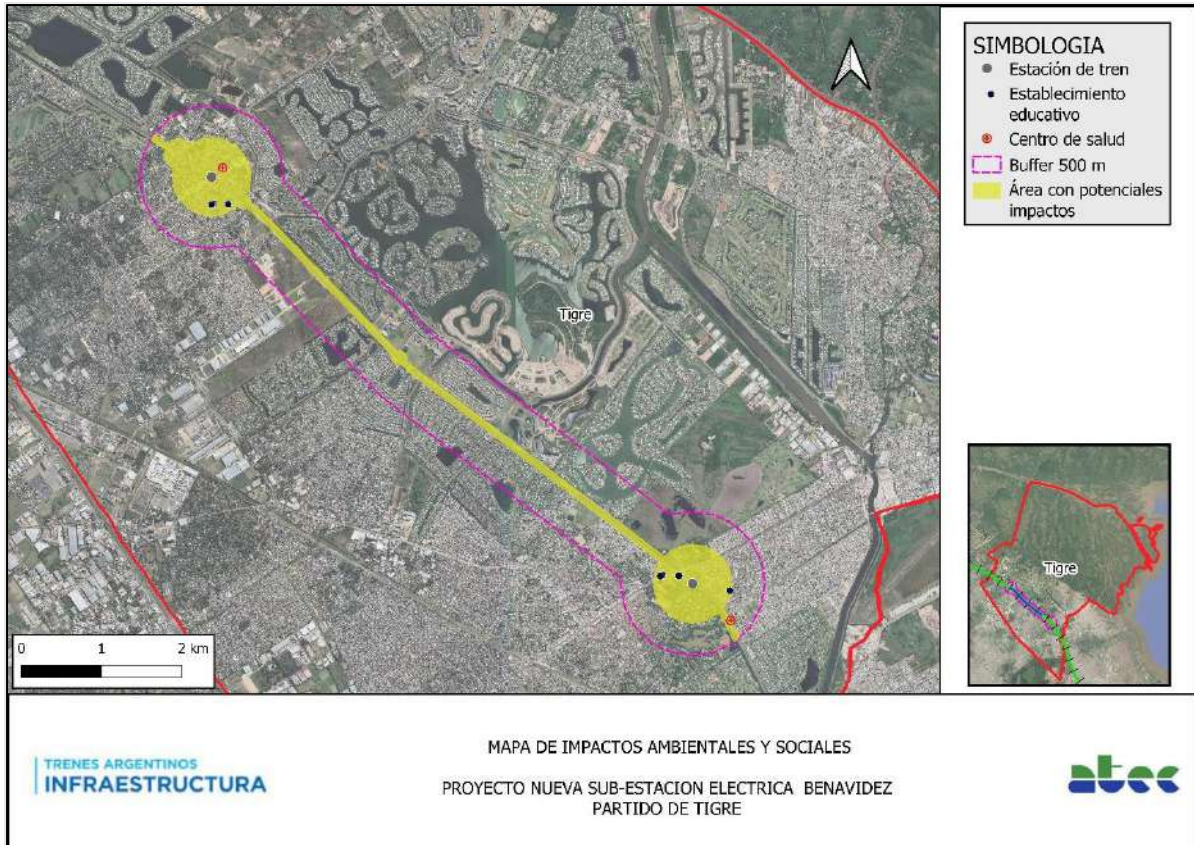 SIMBOLOGIA
Estación de tren
Establecimiento
educativo
Centro de salud
Buffer 500 m
Área con potenciales
impactos
Tigre
Tigre
0 1 2 km
TRENES ARGENTINOS
INFRAESTRUCTURA
MAPA DE IMPACTOS AMBIENTALES Y SOCIALES
PROYECTO NUEVA SUB-ESTACION ELECTRICA BENAVIDEZ
PARTIDO DE TIGRE
atec